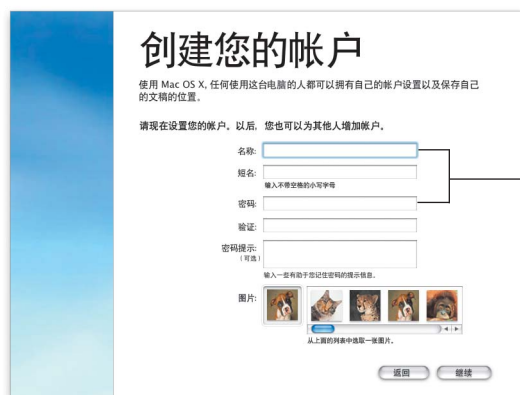 创建您的帐户
使用 Mac OS X, 任何使用这台电脑的人都可以拥有自己的帐户设置以及保存自己
的文稿的位置。
请现在设置您的帐户。以后, 您也可以为其他人增加帐户。
名称:
短名:
输入不带空格的小写字母
密码:
验证:
密码提示:
（可选）
输入一些有助于您记住密码的提示信息。
图片:
从上面的列表中选取一张图片。
返回
继续